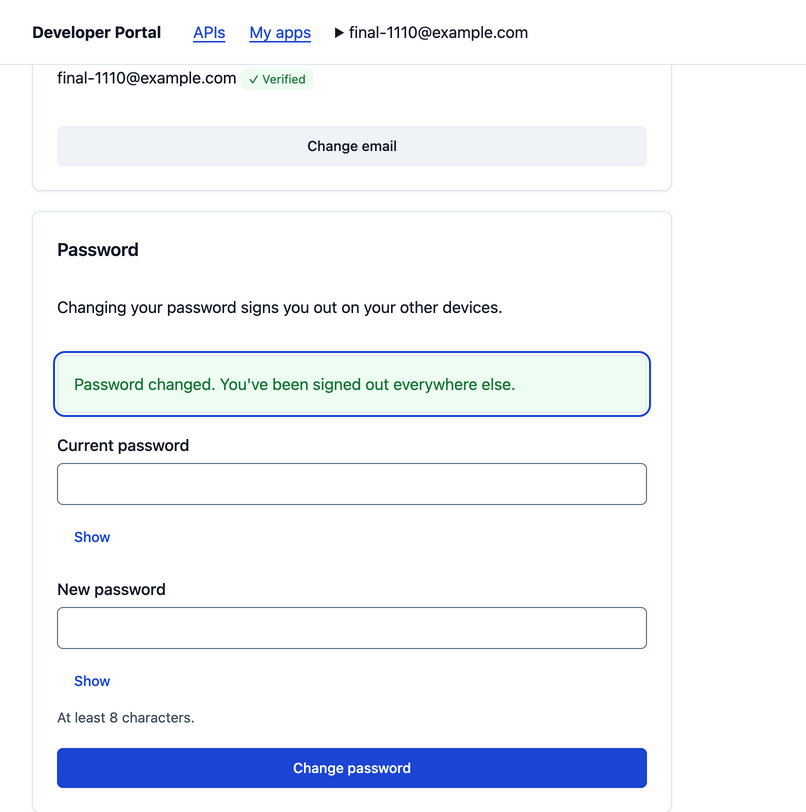 Developer Portal APIs My apps ▶ final-1110@example.com
final-1110@example.com ✓ Verified
Change email
Password
Changing your password signs you out on your other devices.
Password changed. You've been signed out everywhere else.
Current password
Show
New password
Show
At least 8 characters.
Change password